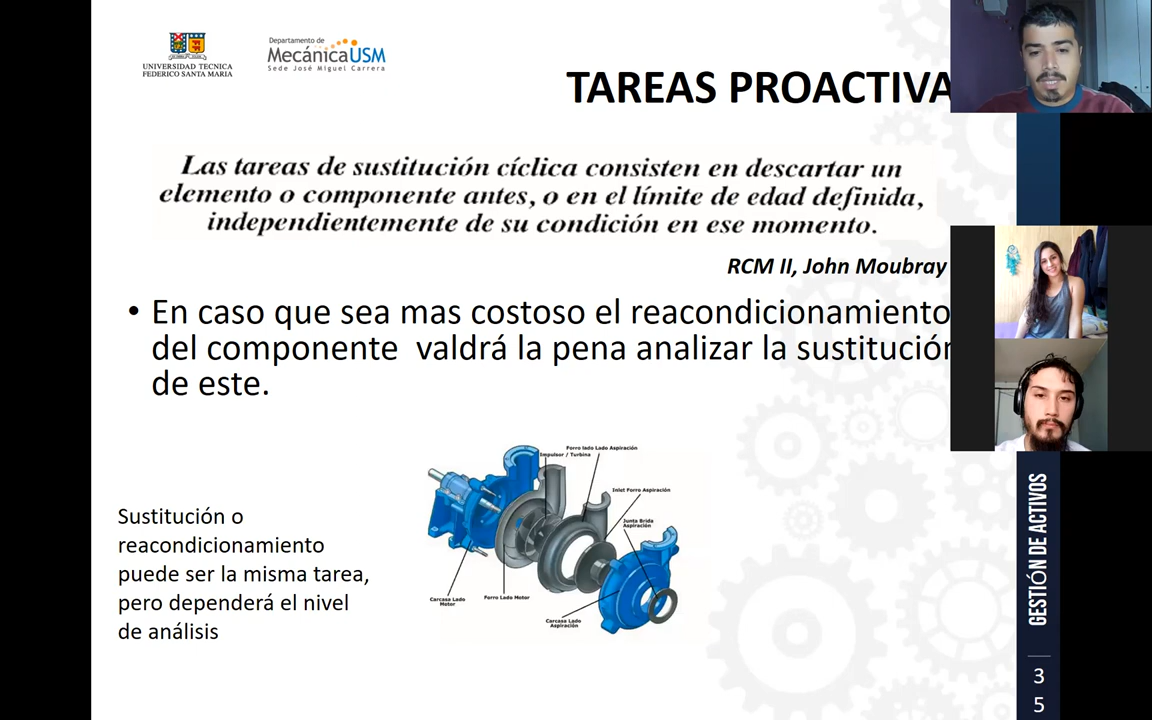 UNIVERSIDAD TECNICA
FEDERICO SANTA MARIA
Departamento de
MecánicaUSM
Sede José Miguel Carrera
TAREAS PROACTIVA
Las tareas de sustitución cíclica consisten en descartar un
elemento o componente antes, o en el límite de edad definida,
independientemente de su condición en ese momento.
RCM II, John Moubray
• En caso que sea mas costoso el reacondicionamiento
del componente valdrá la pena analizar la sustitución
de este.
Sustitución o
reacondicionamiento
puede ser la misma tarea,
pero dependerá el nivel
de análisis
Forro lado Lado Aspiración
Impulsor / Turbina
Inlet Forro Aspiración
Junta Brida
Aspiración
Carcasa Lado
Motor
Forro Lado Motor
Carcasa Lado
Aspiración
GESTIÓN DE ACTIVOS
3
5